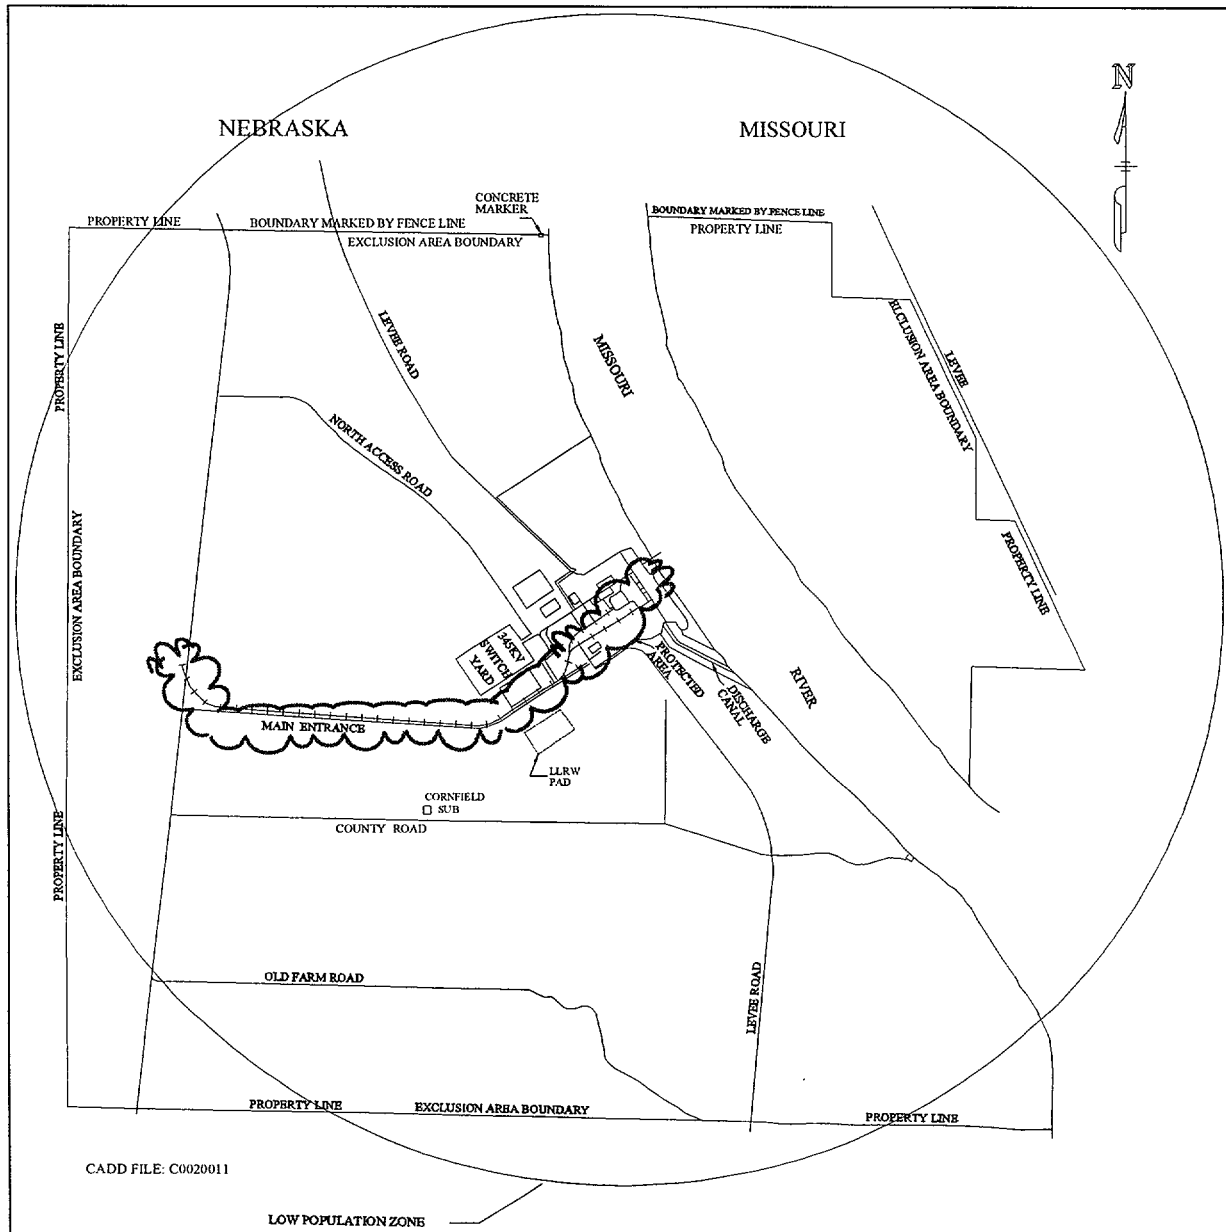 N
NEBRASKA
MISSOURI
CONCRETE
MARKER
PROPERTY LINE
BOUNDARY MARKED BY FENCE LINE
EXCLUSION AREA BOUNDARY
BOUNDARY MARKED BY FENCE LINE
PROPERTY LINE
PROPERTY LINE
LEVEE ROAD
MISSOURI
ELCLUSION AREA BOUNDARY
LEVEE
NORTH ACCESS ROAD
EXCLUSION AREA BOUNDARY
PROPERTY LINE
345KV
SWITCH
YARD
PROTECTED
AREA
DISCHARGE
CANAL
RIVER
MAIN ENTRANCE
LLRW
PAD
CORNFIELD
SUB
COUNTY ROAD
PROPERTY LINE
OLD FARM ROAD
LEVEE ROAD
PROPERTY LINE
EXCLUSION AREA BOUNDARY
PROPERTY LINE
CADD FILE: C0020011
LOW POPULATION ZONE